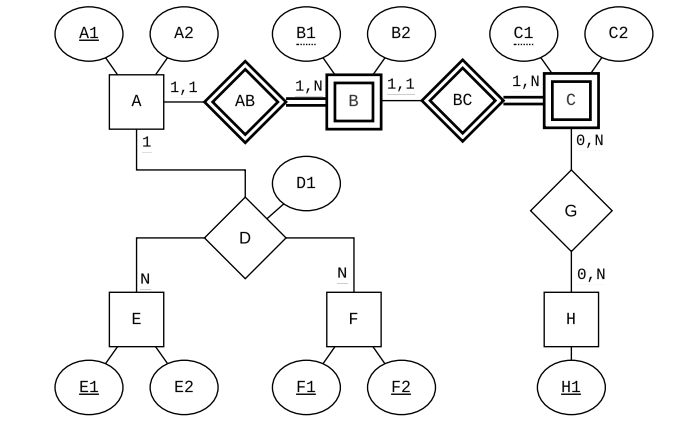 A1 A2 B1 B2 C1 C2
1,1 1,N 1,1 1,N
A AB B BC C
1 0,N
D1
D G
N N 0,N
E F H
E1 E2 F1 F2 H1